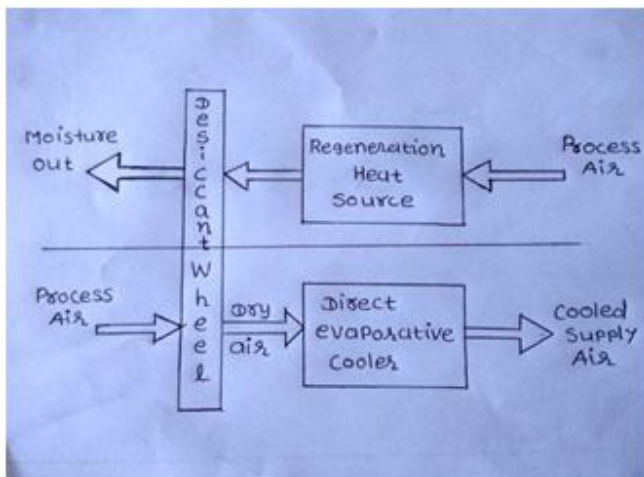 Moisture
out
Desiccant Wheel
Regeneration
Heat
Source
Process
Air
Process
Air
Dry
air
Direct
evaporative
Cooler
Cooled
Supply
Air